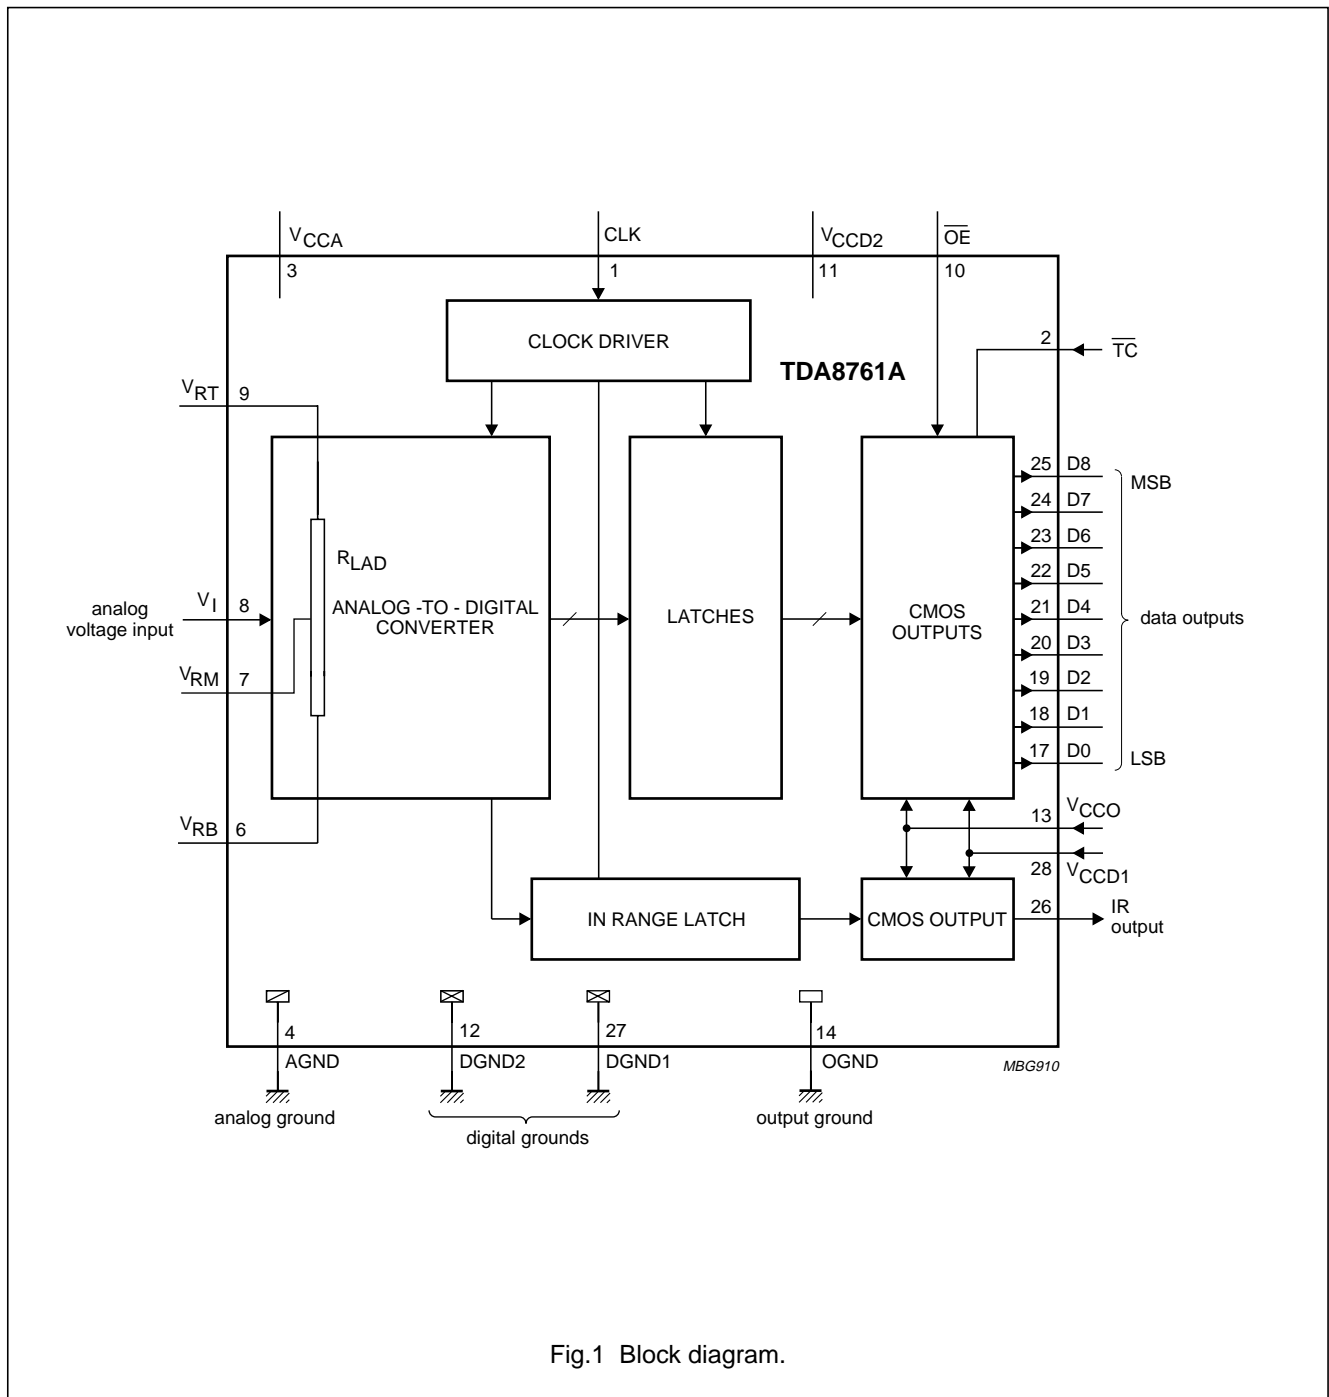 VCCA
CLK
VCCD2
OE
3
1
11
10
CLOCK DRIVER
2
TC
TDA8761A
VRT
9
25 D8
MSB
24 D7
23 D6
RLAD
22 D5
VI
8
analog
voltage input
ANALOG -TO - DIGITAL
CONVERTER
LATCHES
CMOS
OUTPUTS
21 D4
data outputs
20 D3
VRM
7
19 D2
18 D1
17 D0
LSB
VRB
6
13
VCCO
28
VCCD1
IN RANGE LATCH
CMOS OUTPUT
26
IR
output
4
12
27
14
AGND
DGND2
DGND1
OGND
MBG910
analog ground
digital grounds
output ground
Fig.1 Block diagram.